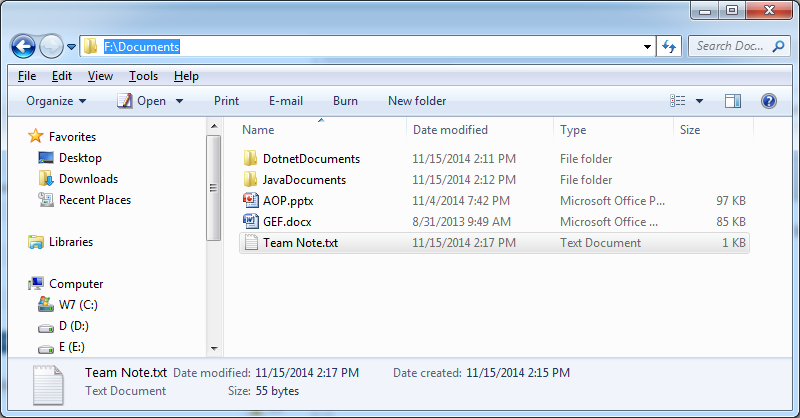 F:\Documents
Search Doc...
File Edit View Tools Help
Organize Open Print E-mail Burn New folder
Name Date modified Type Size
Favorites
Desktop
Downloads
Recent Places
Libraries
Computer
W7 (C:)
D (D:)
E (E:)
DotnetDocuments 11/15/2014 2:11 PM File folder
JavaDocuments 11/15/2014 2:12 PM File folder
AOP.pptx 11/4/2014 7:42 PM Microsoft Office P... 97 KB
GEF.docx 8/31/2013 9:49 AM Microsoft Office ... 85 KB
Team Note.txt 11/15/2014 2:17 PM Text Document 1 KB
Team Note.txt Date modified: 11/15/2014 2:17 PM Date created: 11/15/2014 2:15 PM
Text Document Size: 55 bytes